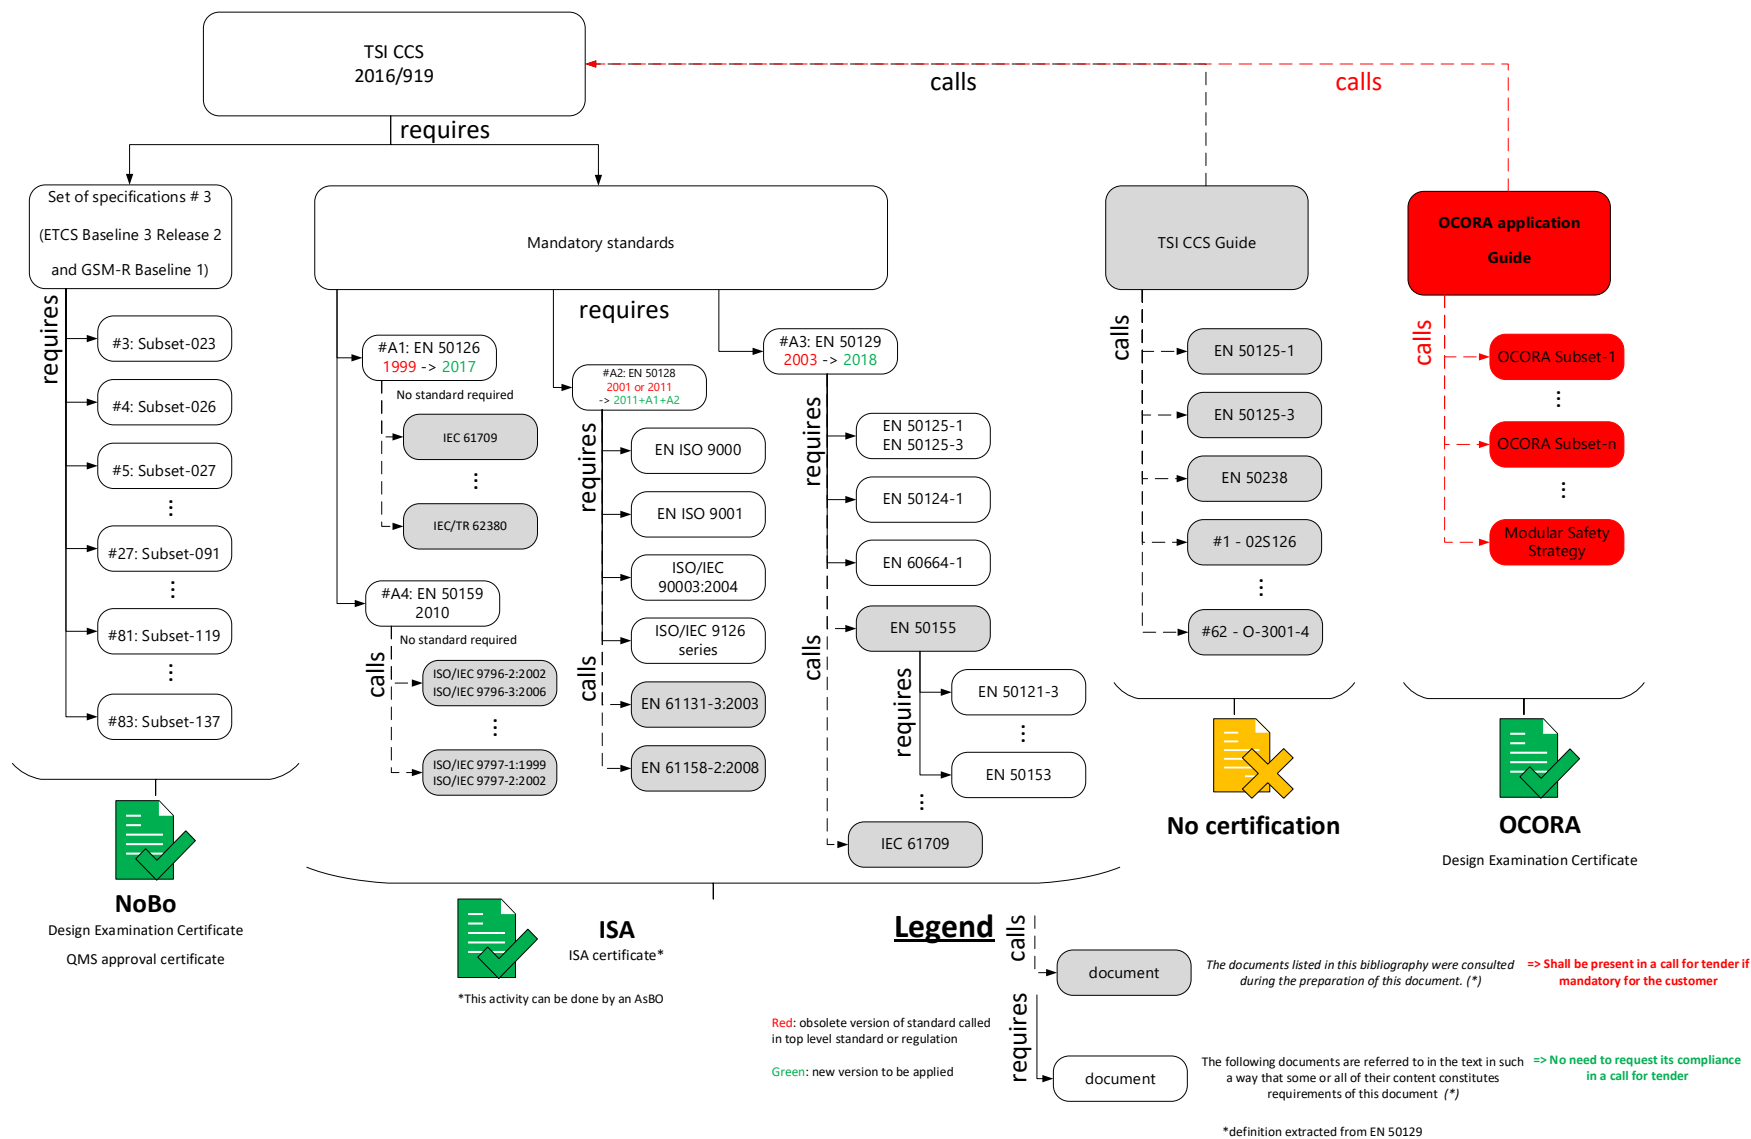 TSI CCS
2016/919
calls
calls
requires
Set of specifications # 3
(ETCS Baseline 3 Release 2
and GSM-R Baseline 1)
requires
#3: Subset-023
#4: Subset-026
#5: Subset-027
⋮
#27: Subset-091
⋮
#81: Subset-119
⋮
#83: Subset-137
NoBo
Design Examination Certificate
QMS approval certificate
Mandatory standards
requires
#A1: EN 50126
1999 -> 2017
No standard required
IEC 61709
⋮
IEC/TR 62380
#A4: EN 50159
2010
No standard required
calls
ISO/IEC 9796-2:2002
ISO/IEC 9796-3:2006
⋮
ISO/IEC 9797-1:1999
ISO/IEC 9797-2:2002
#A2: EN 50128
2001 or 2011
-> 2011+A1+A2
requires
EN ISO 9000
EN ISO 9001
ISO/IEC
90003:2004
ISO/IEC 9126
series
calls
EN 61131-3:2003
EN 61158-2:2008
#A3: EN 50129
2003 -> 2018
requires
EN 50125-1
EN 50125-3
EN 50124-1
EN 60664-1
calls
EN 50155
requires
EN 50121-3
⋮
EN 50153
⋮
IEC 61709
ISA
ISA certificate*
*This activity can be done by an AsBO
TSI CCS Guide
calls
EN 50125-1
EN 50125-3
EN 50238
#1 - 02S126
⋮
#62 - O-3001-4
No certification
OCORA application
Guide
calls
OCORA Subset-1
⋮
OCORA Subset-n
⋮
Modular Safety
Strategy
OCORA
Design Examination Certificate
Legend
calls
document
The documents listed in this bibliography were consulted
during the preparation of this document. (*)
=> Shall be present in a call for tender if
mandatory for the customer
Red: obsolete version of standard called
in top level standard or regulation
Green: new version to be applied
requires
document
The following documents are referred to in the text in such
a way that some or all of their content constitutes
requirements of this document (*)
=> No need to request its compliance
in a call for tender
*definition extracted from EN 50129